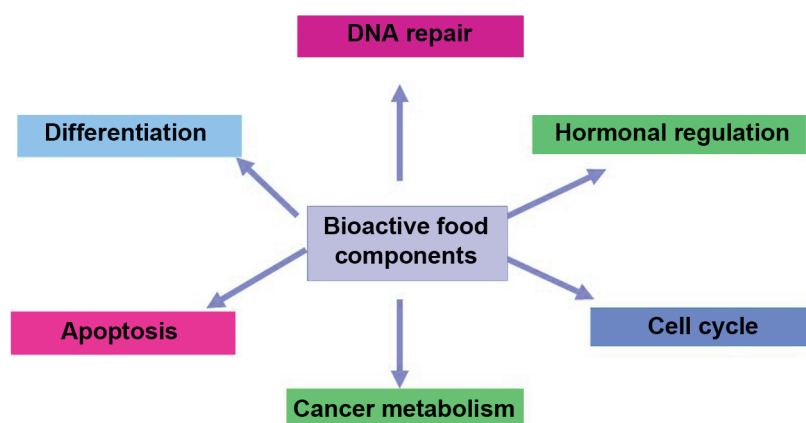 DNA repair
Differentiation
Hormonal regulation
Bioactive food
components
Apoptosis
Cell cycle
Cancer metabolism